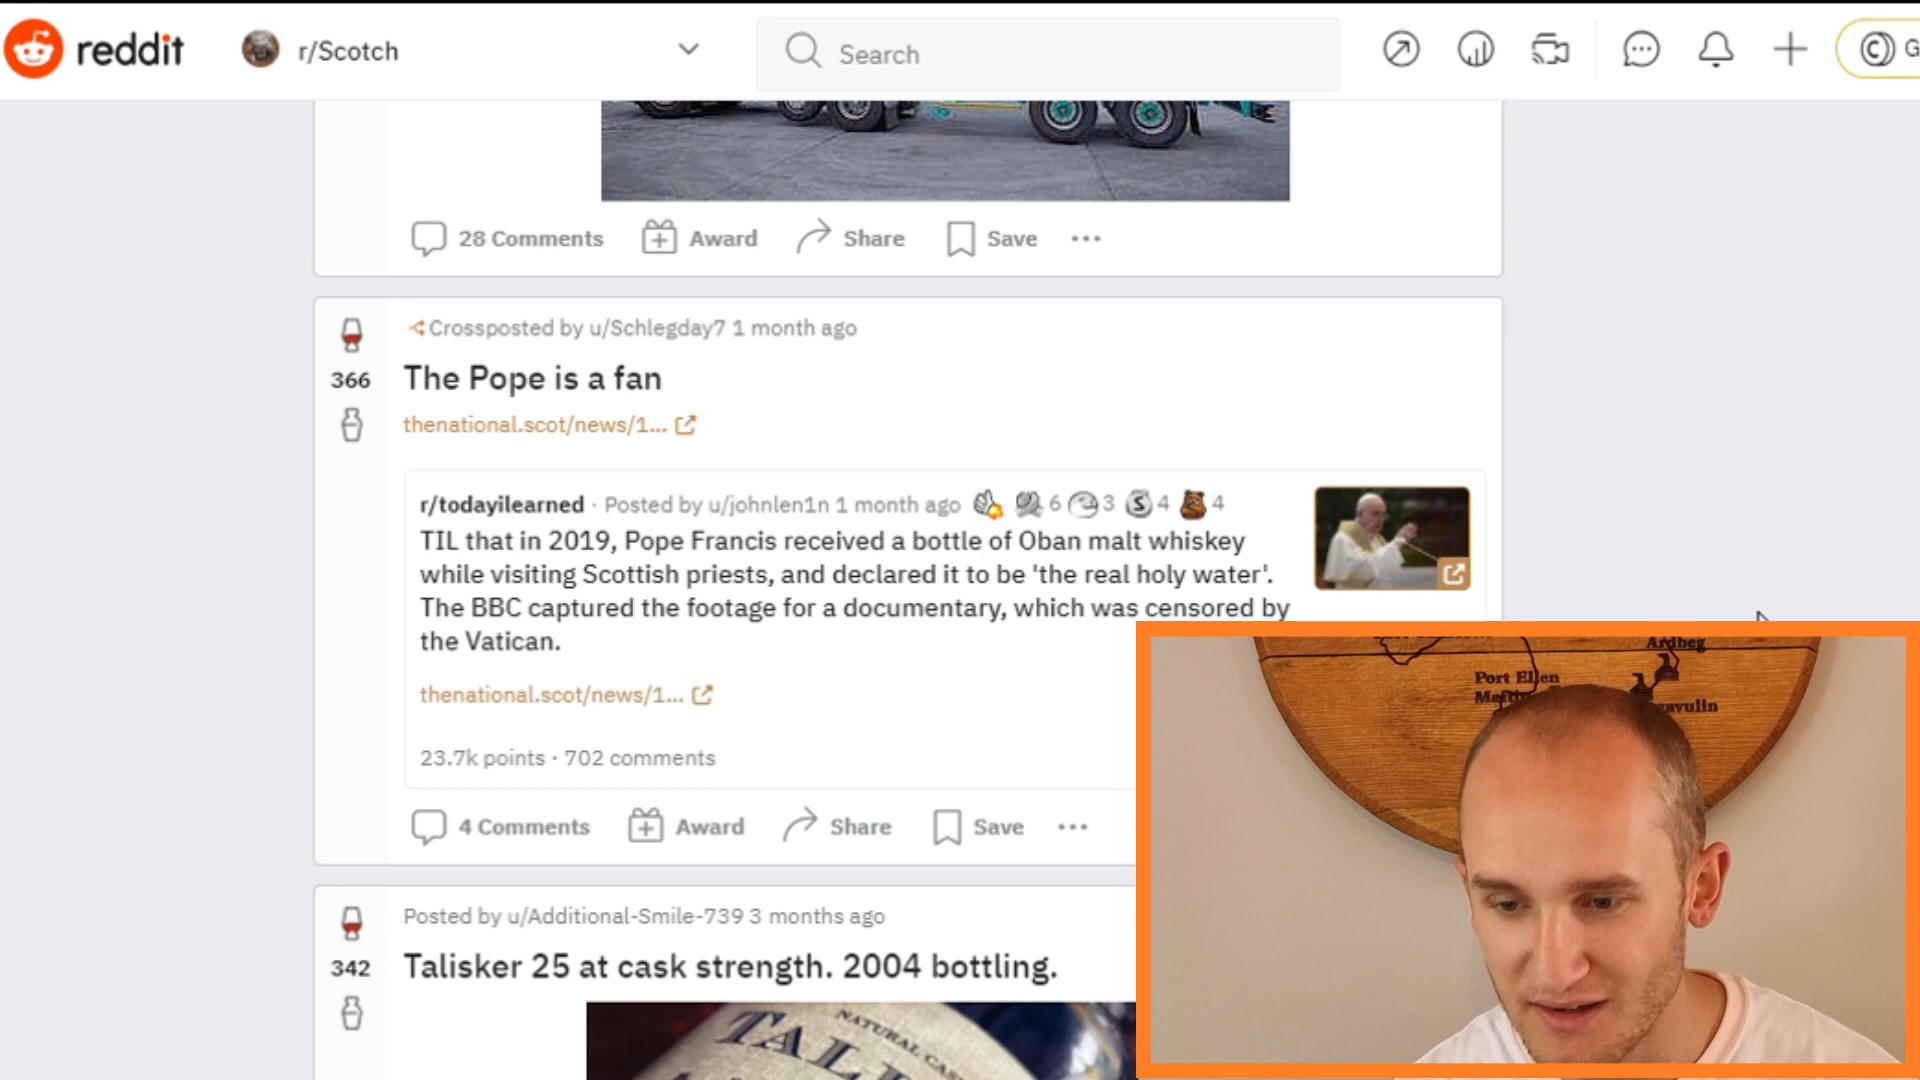 reddit r/Scotch Search G
28 Comments Award Share Save
Crossposted by u/Schlegday7 1 month ago
366 The Pope is a fan
thenational.scot/news/1...
r/todayilearned · Posted by u/johnlen1n 1 month ago 6 3 4 4
TIL that in 2019, Pope Francis received a bottle of Oban malt whiskey
while visiting Scottish priests, and declared it to be 'the real holy water'.
The BBC captured the footage for a documentary, which was censored by
the Vatican.
thenational.scot/news/1...
23.7k points · 702 comments
4 Comments Award Share Save
Posted by u/Additional-Smile-739 3 months ago
342 Talisker 25 at cask strength. 2004 bottling.
NATURAL CAS
TAL
Ardbeg
Port Ellen